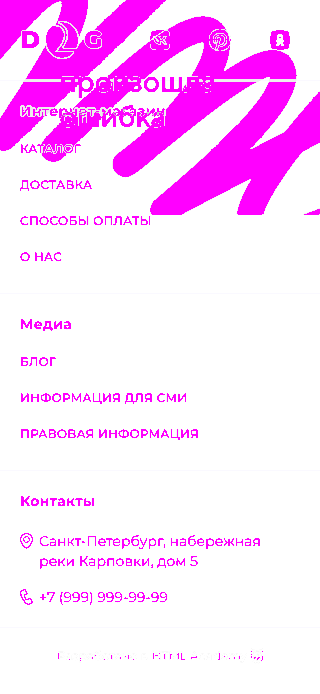 D2G
произошла
Интернет-магазин
ошибка
КАТАЛОГ
ДОСТАВКА
СПОСОБЫ ОПЛАТЫ
О НАС
Медиа
БЛОГ
ИНФОРМАЦИЯ ДЛЯ СМИ
ПРАВОВАЯ ИНФОРМАЦИЯ
Контакты
Санкт-Петербург, набережная
реки Карповки, дом 5
+7 (999) 999-99-99